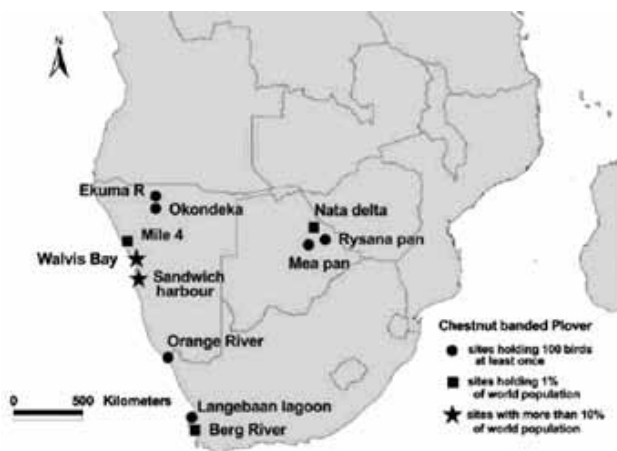 N
Ekuma R
Okondeka
Nata delta
Mile 4
Rysana pan
Walvis Bay
Mea pan
Sandwich
harbour
Chestnut banded Plover
Orange River
sites holding 100 birds
at least once
0 500 Kilometers
sites holding 1%
of world population
Langebaan lagoon
sites with more than 10%
of world population
Berg River